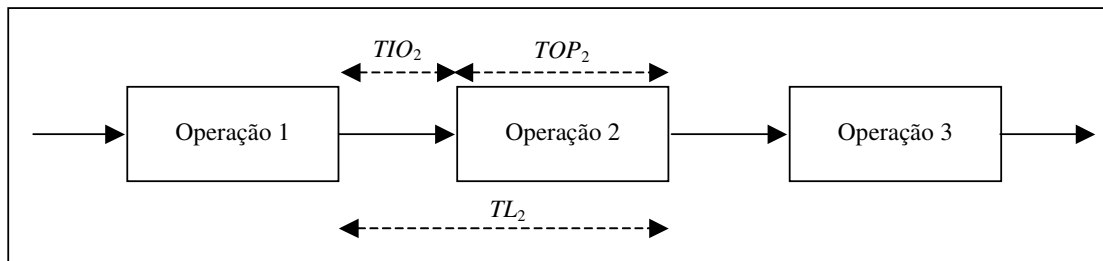 TIO₂ TOP₂
Operação 1 Operação 2 Operação 3
TL₂